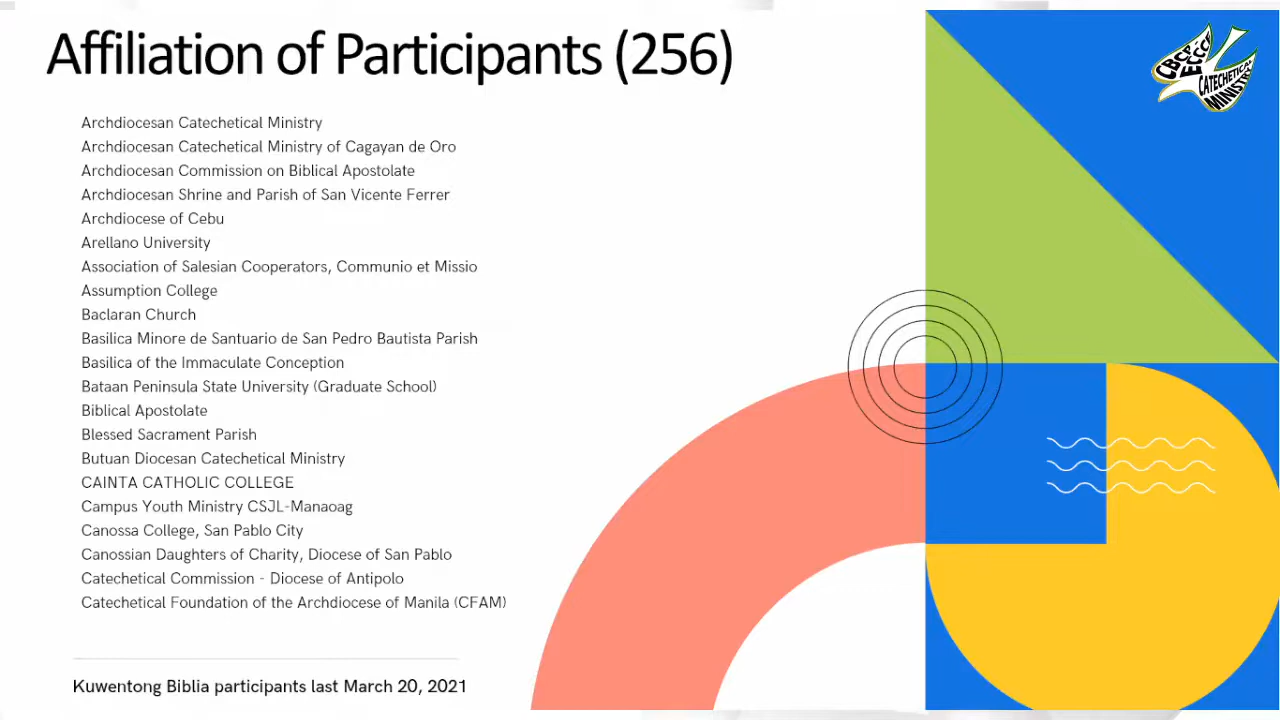 Affiliation of Participants (256)
CBCP
ECCCE
CATECHETICAL
MINISTRY
Archdiocesan Catechetical Ministry
Archdiocesan Catechetical Ministry of Cagayan de Oro
Archdiocesan Commission on Biblical Apostolate
Archdiocesan Shrine and Parish of San Vicente Ferrer
Archdiocese of Cebu
Arellano University
Association of Salesian Cooperators, Communio et Missio
Assumption College
Baclaran Church
Basilica Minore de Santuario de San Pedro Bautista Parish
Basilica of the Immaculate Conception
Bataan Peninsula State University (Graduate School)
Biblical Apostolate
Blessed Sacrament Parish
Butuan Diocesan Catechetical Ministry
CAINTA CATHOLIC COLLEGE
Campus Youth Ministry CSJL-Manaoag
Canossa College, San Pablo City
Canossian Daughters of Charity, Diocese of San Pablo
Catechetical Commission - Diocese of Antipolo
Catechetical Foundation of the Archdiocese of Manila (CFAM)
Kuwentong Biblia participants last March 20, 2021